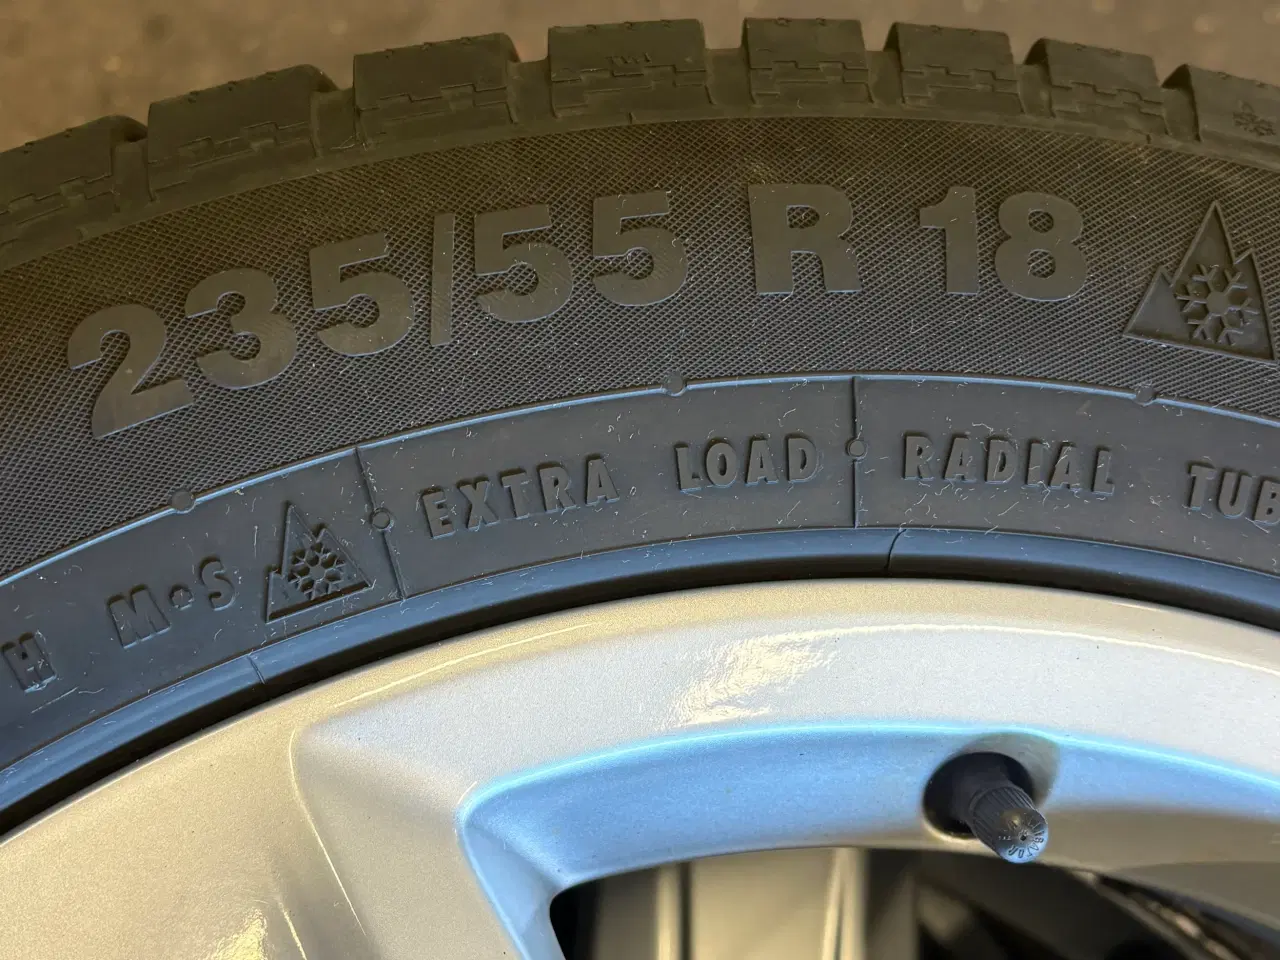 235/55 R 18
H M•S EXTRA LOAD RADIAL TUB